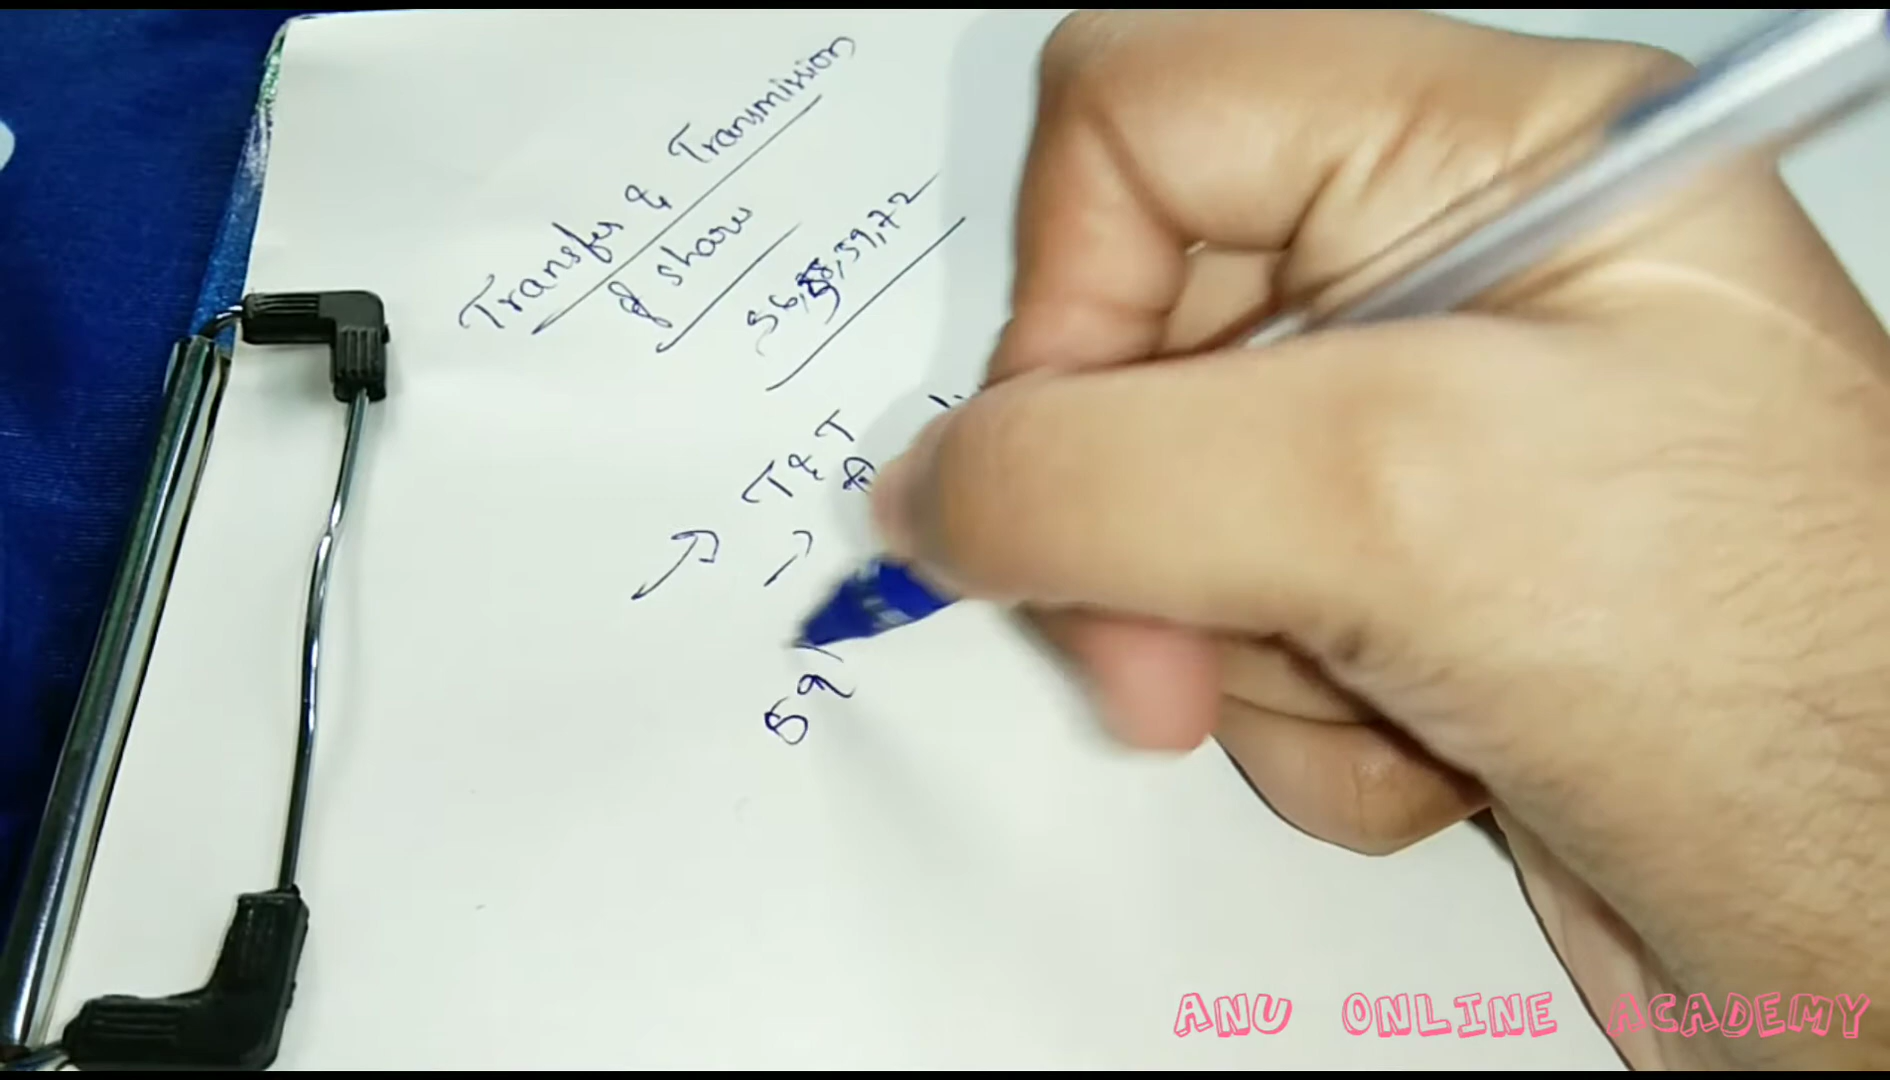 Transfer & Transmission
of share
56,58,59,72
T & T
59
ANU ONLINE ACADEMY